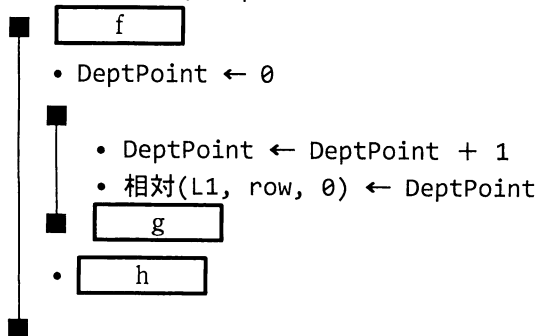 f
• DeptPoint ← 0
• DeptPoint ← DeptPoint ＋ 1
• 相対(L1, row, 0) ← DeptPoint
g
• h